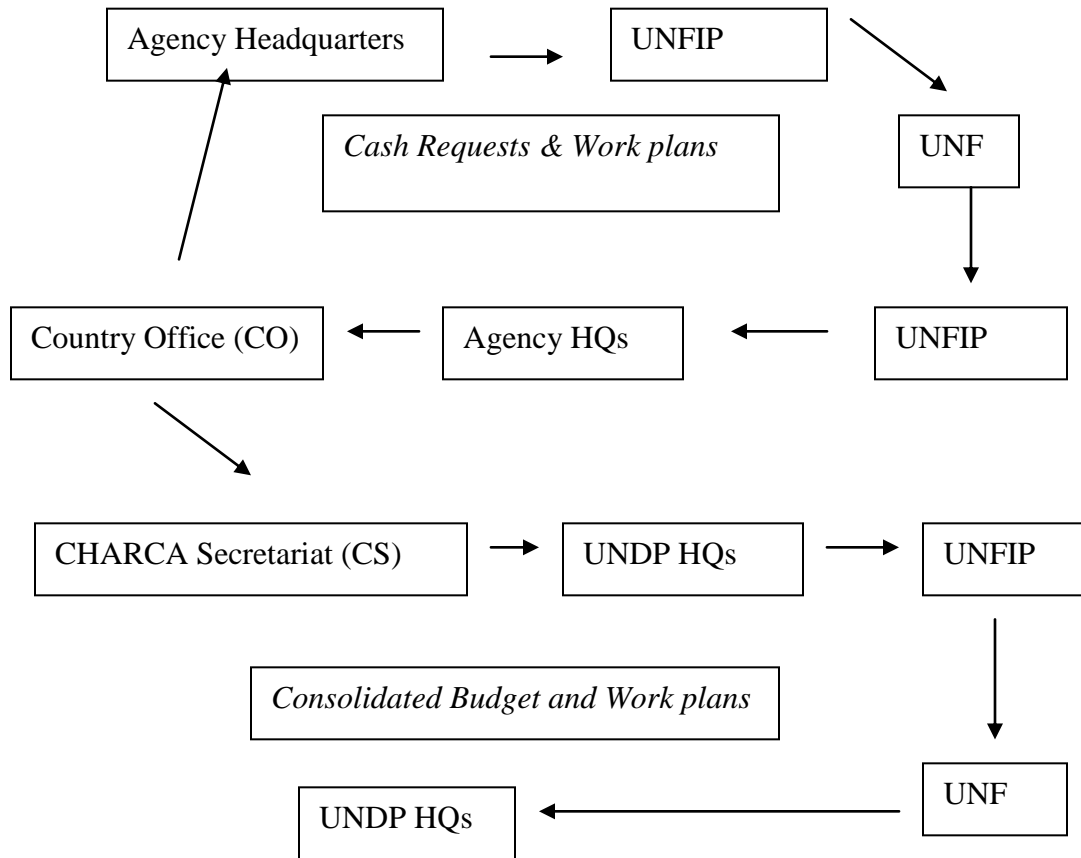 Agency Headquarters
UNFIP
Cash Requests & Work plans
UNF
Country Office (CO)
Agency HQs
UNFIP
CHARCA Secretariat (CS)
UNDP HQs
UNFIP
Consolidated Budget and Work plans
UNF
UNDP HQs